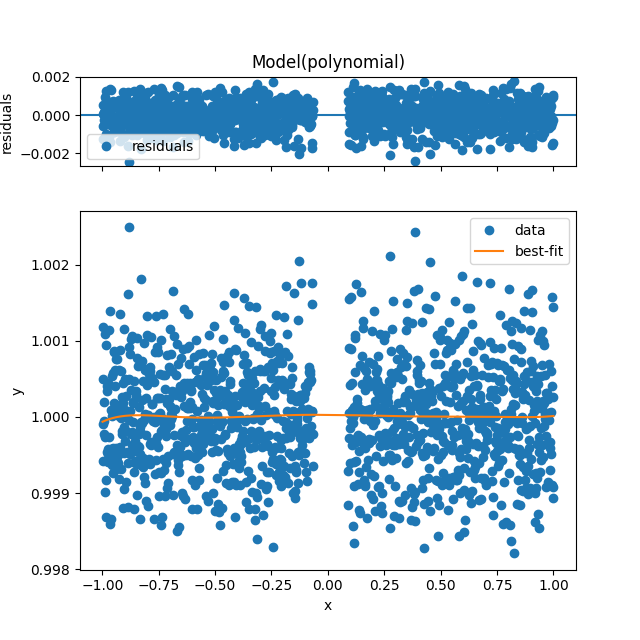 Model(polynomial)
residuals
0.002
0.000
−0.002
residuals
y
1.002
1.001
1.000
0.999
0.998
data
best-fit
−1.00 −0.75 −0.50 −0.25 0.00 0.25 0.50 0.75 1.00
x